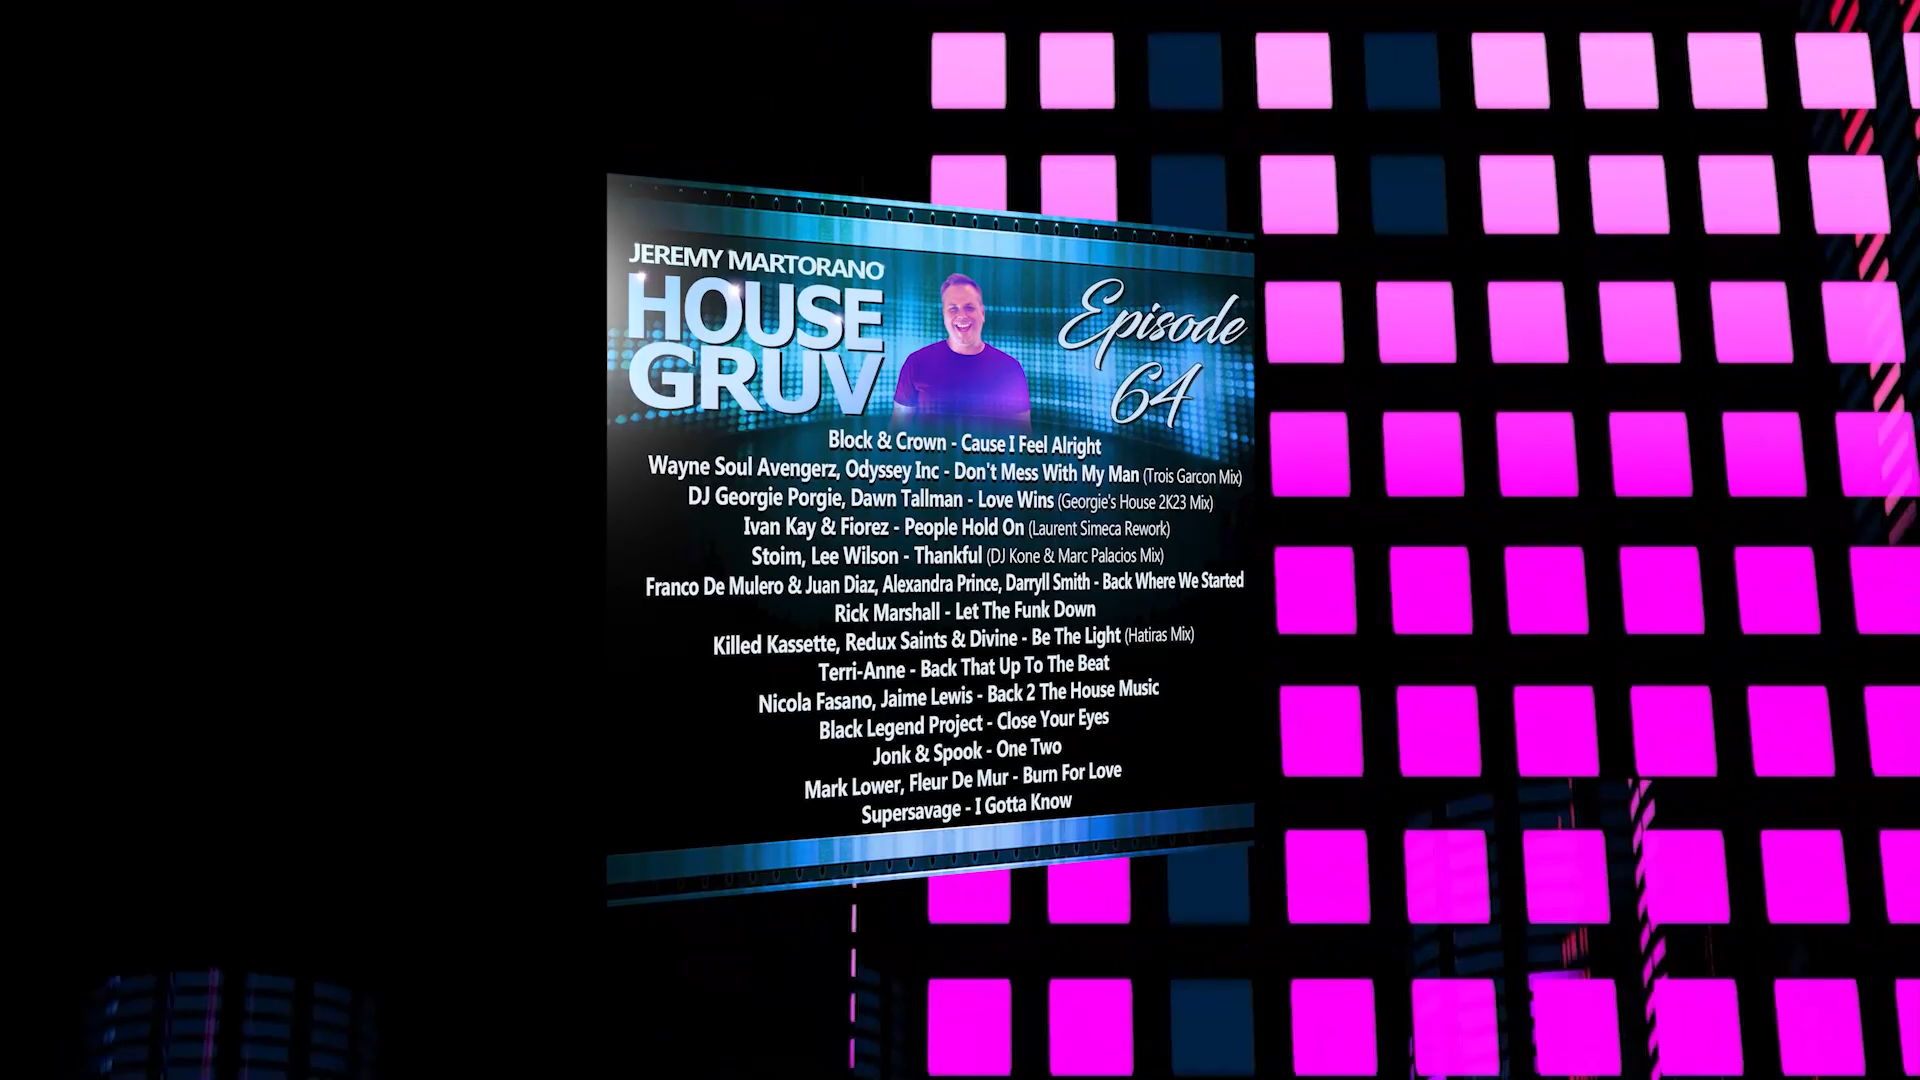 JEREMY MARTORANO
HOUSE
GRUV
Episode
64
Block & Crown - Cause I Feel Alright
Wayne Soul Avengerz, Odyssey Inc - Don't Mess With My Man (Trois Garcon Mix)
DJ Georgie Porgie, Dawn Tallman - Love Wins (Georgie's House 2K23 Mix)
Ivan Kay & Fiorez - People Hold On (Laurent Simeca Rework)
Stoim, Lee Wilson - Thankful (DJ Kone & Marc Palacios Mix)
Franco De Mulero & Juan Diaz, Alexandra Prince, Darryll Smith - Back Where We Started
Rick Marshall - Let The Funk Down
Killed Kassette, Redux Saints & Divine - Be The Light (Hatiras Mix)
Terri-Anne - Back That Up To The Beat
Nicola Fasano, Jaime Lewis - Back 2 The House Music
Black Legend Project - Close Your Eyes
Jonk & Spook - One Two
Mark Lower, Fleur De Mur - Burn For Love
Supersavage - I Gotta Know